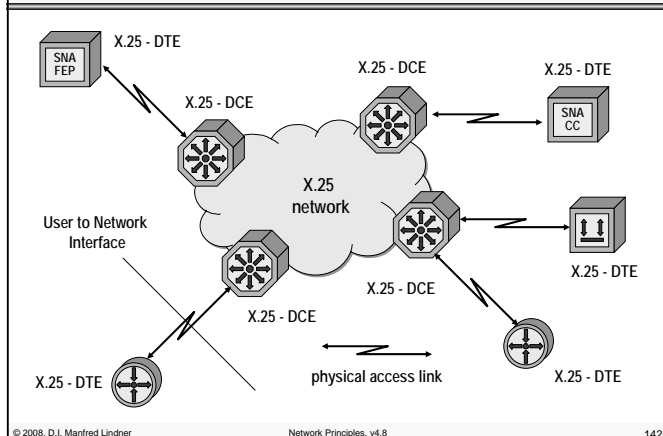 X.25 - DTE
SNA
FEP
X.25 - DCE
X.25 - DCE
X.25 - DTE
SNA
CC
X.25
network
User to Network
Interface
X.25 - DTE
X.25 - DCE
X.25 - DCE
X.25 - DTE
physical access link
X.25 - DTE
© 2008, D.I. Manfred Lindner
Network Principles, v4.8
142